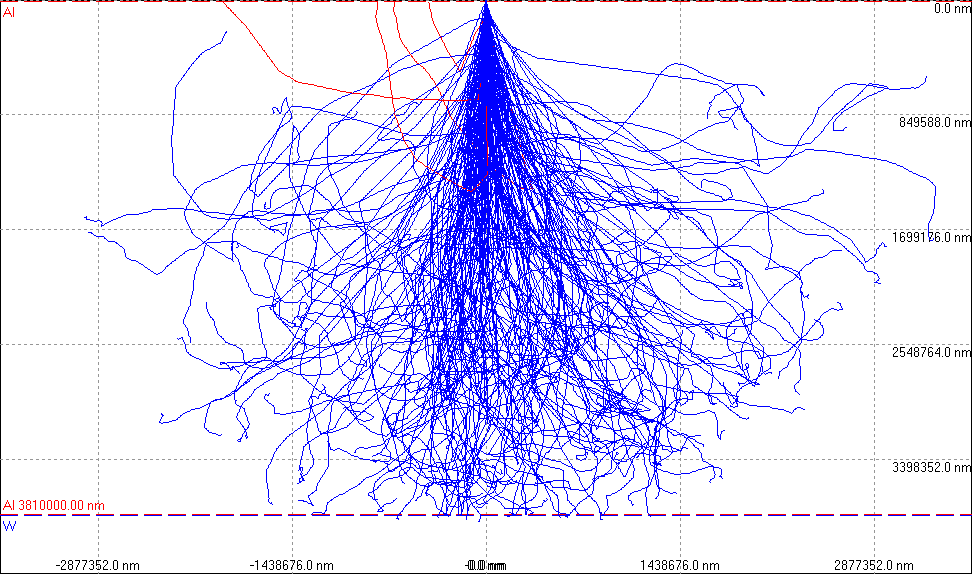 Al
0.0 nm
849588.0 nm
1699176.0 nm
2548764.0 nm
3398352.0 nm
Al 3810000.00 nm
W
-2877352.0 nm
-1438676.0 nm
1438676.0 nm
2877352.0 nm